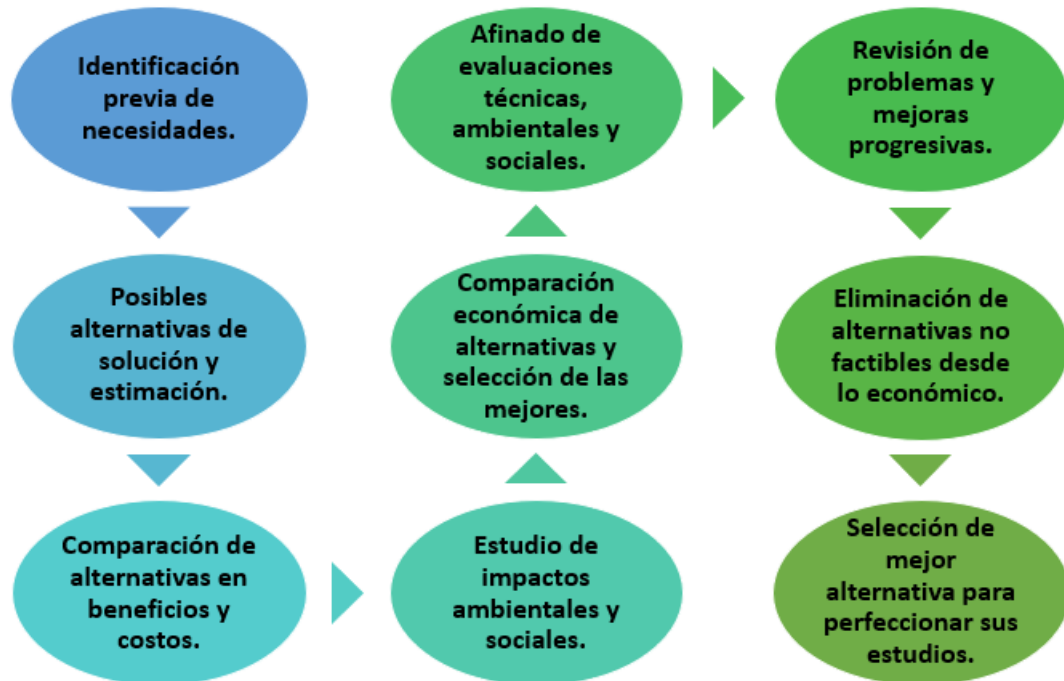 Identificación
previa de
necesidades.
Posibles
alternativas de
solución y
estimación.
Comparación de
alternativas en
beneficios y
costos.
Estudio de
impactos
ambientales y
sociales.
Comparación
económica de
alternativas y
selección de las
mejores.
Afinado de
evaluaciones
técnicas,
ambientales y
sociales.
Revisión de
problemas y
mejoras
progresivas.
Eliminación de
alternativas no
factibles desde
lo económico.
Selección de
mejor
alternativa para
perfeccionar sus
estudios.